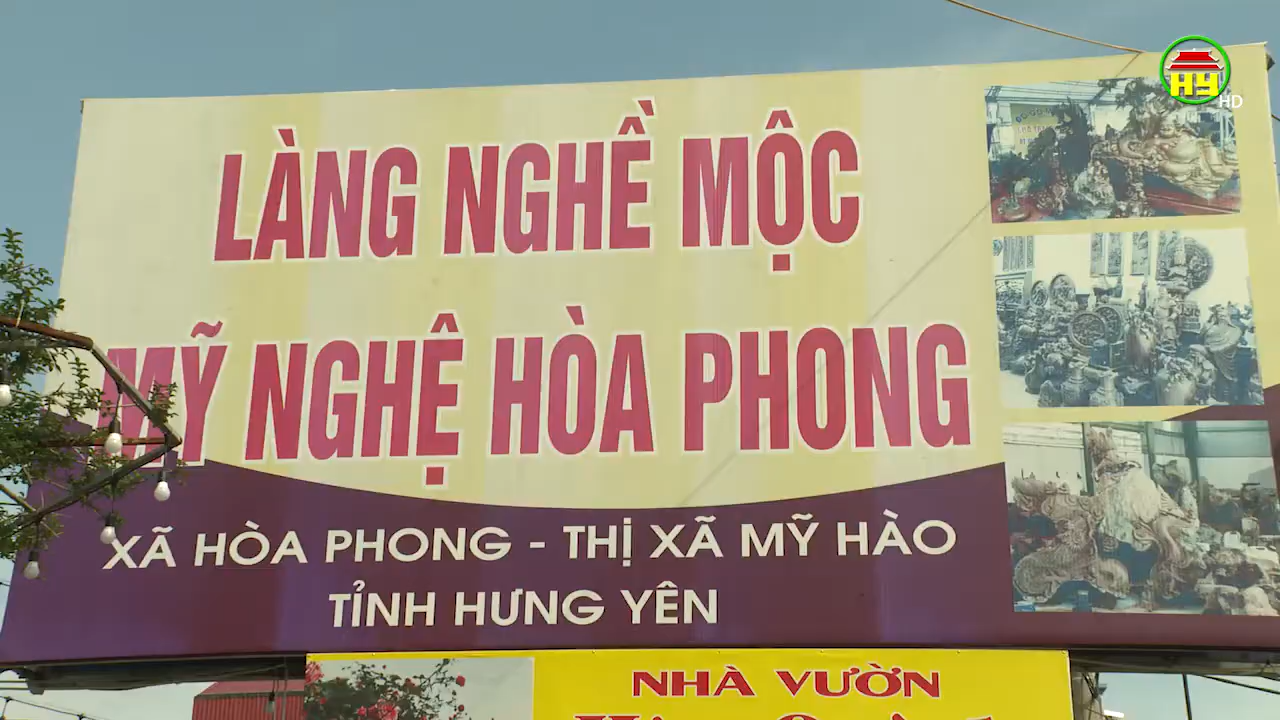 HY
HD
LÀNG NGHỀ MỘC
MỸ NGHỆ HÒA PHONG
XÃ HÒA PHONG - THỊ XÃ MỸ HÀO
TỈNH HƯNG YÊN
NHÀ VƯỜN